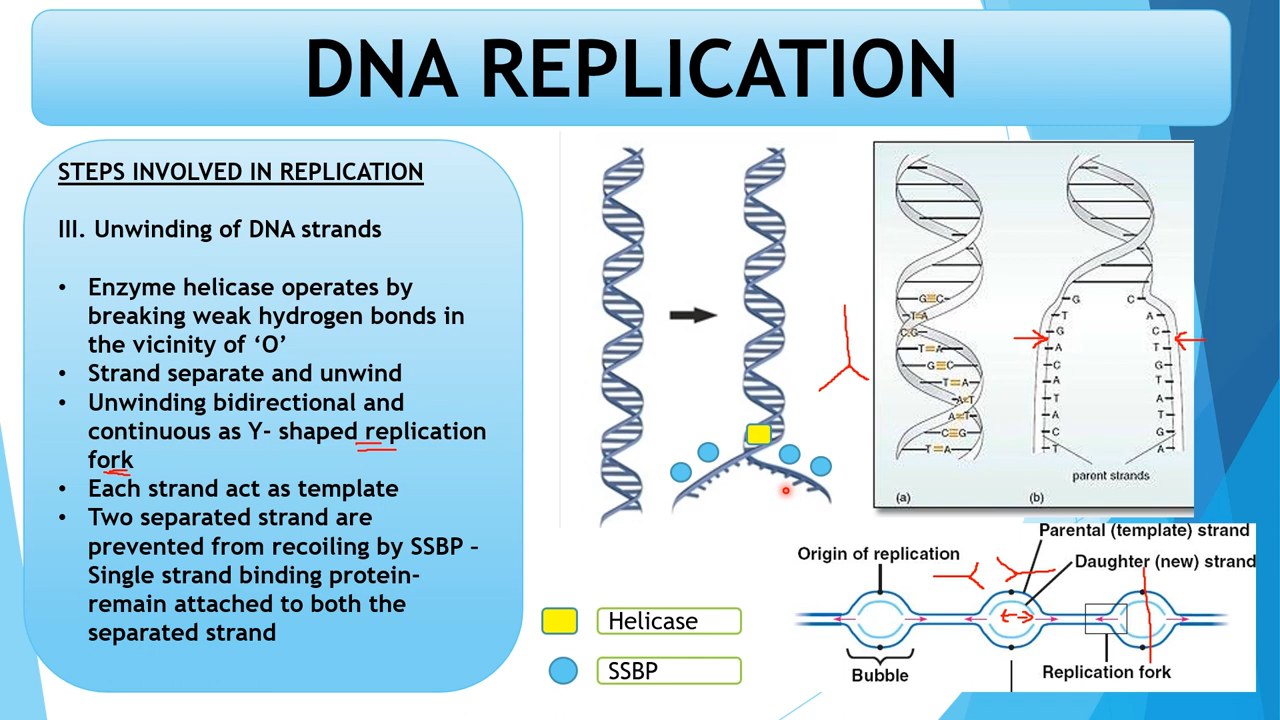 DNA REPLICATION
STEPS INVOLVED IN REPLICATION
III. Unwinding of DNA strands
• Enzyme helicase operates by
breaking weak hydrogen bonds in
the vicinity of ‘O’
• Strand separate and unwind
• Unwinding bidirectional and
continuous as Y- shaped replication
fork
• Each strand act as template
• Two separated strand are
prevented from recoiling by SSBP –
Single strand binding protein-
remain attached to both the
separated strand
Helicase
SSBP
G≡C
T=A
C≡G
T=A
G≡C
T=A
A=T
A=T
C≡G
T=A
(a)
G C
T A
G C
A T
C G
A T
T A
A T
C G
T A
parent strands
(b)
Parental (template) strand
Origin of replication
Daughter (new) strand
Bubble
Replication fork